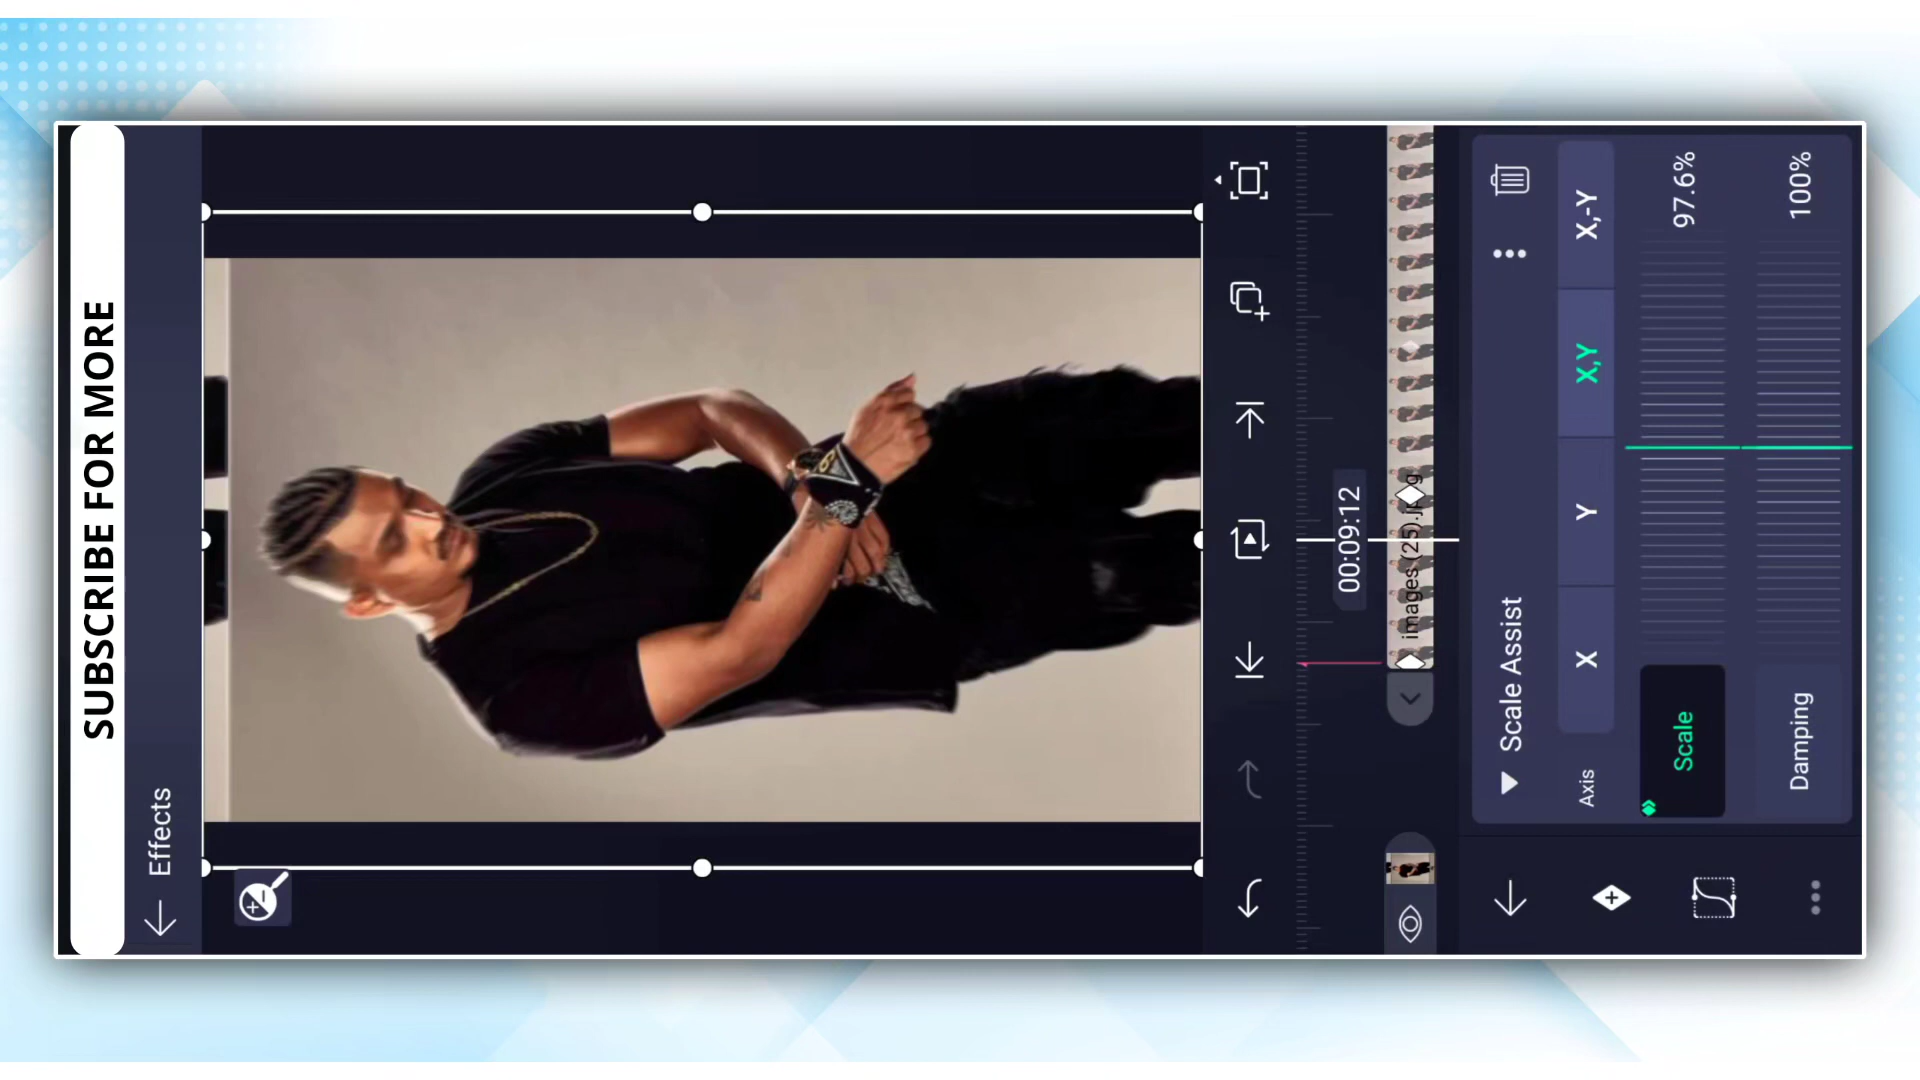 SUBSCRIBE FOR MORE
Effects
00:09:12
images (25).jpg
Scale Assist
Axis
X
Y
X,Y
X,-Y
Scale
97.6%
Damping
100%